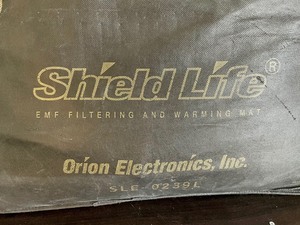 Shield Life®
EMF FILTERING AND WARMING MAT
Orion Electronics, Inc.
SLE 0239L